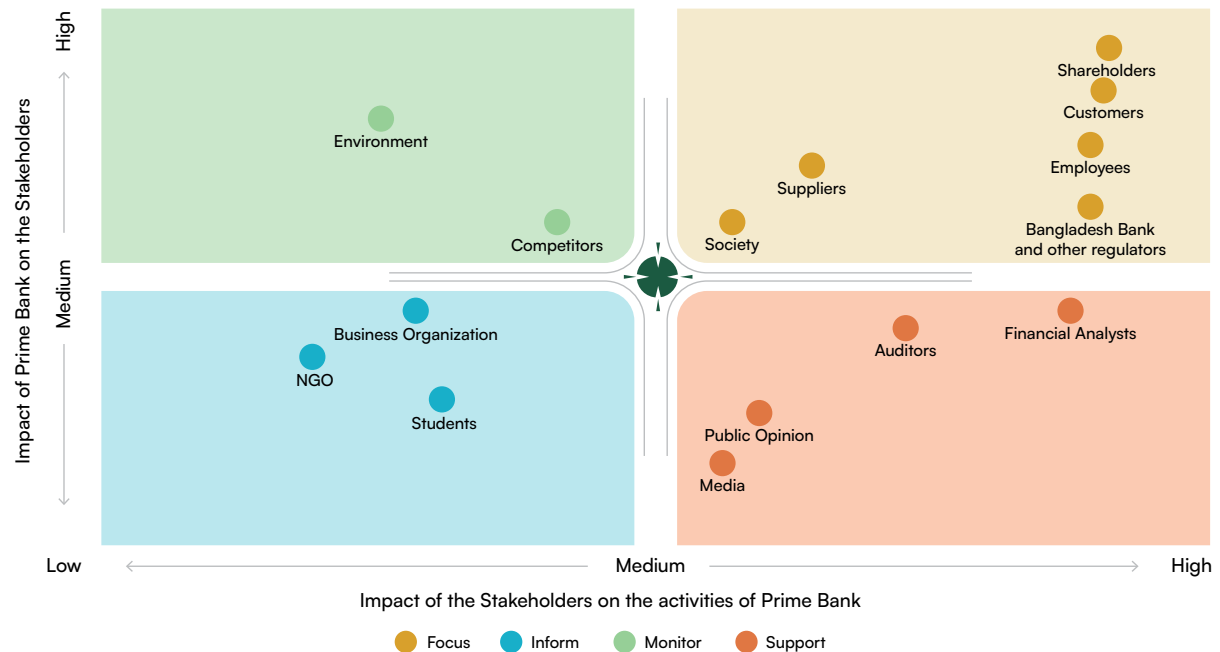 High
Medium
Impact of Prime Bank on the Stakeholders
Environment
Competitors
Shareholders
Customers
Employees
Suppliers
Bangladesh Bank
and other regulators
Society
Business Organization
NGO
Students
Financial Analysts
Auditors
Public Opinion
Media
Low
Medium
High
Impact of the Stakeholders on the activities of Prime Bank
Focus
Inform
Monitor
Support